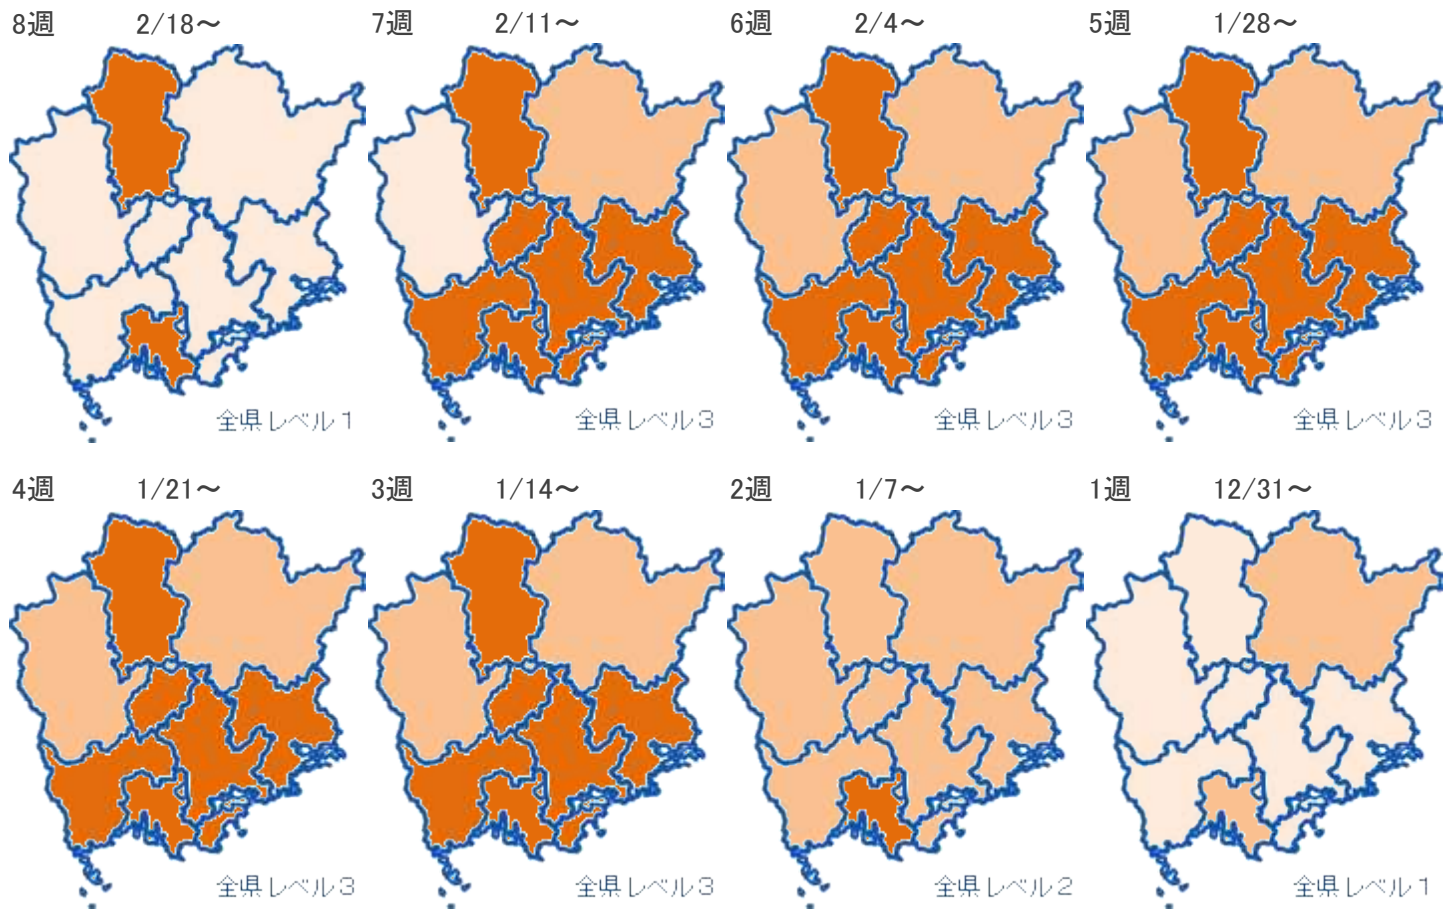 8週 2/18～
7週 2/11～
6週 2/4～
5週 1/28～
全県レベル1
全県レベル3
全県レベル3
全県レベル3
4週 1/21～
3週 1/14～
2週 1/7～
1週 12/31～
全県レベル3
全県レベル3
全県レベル2
全県レベル1